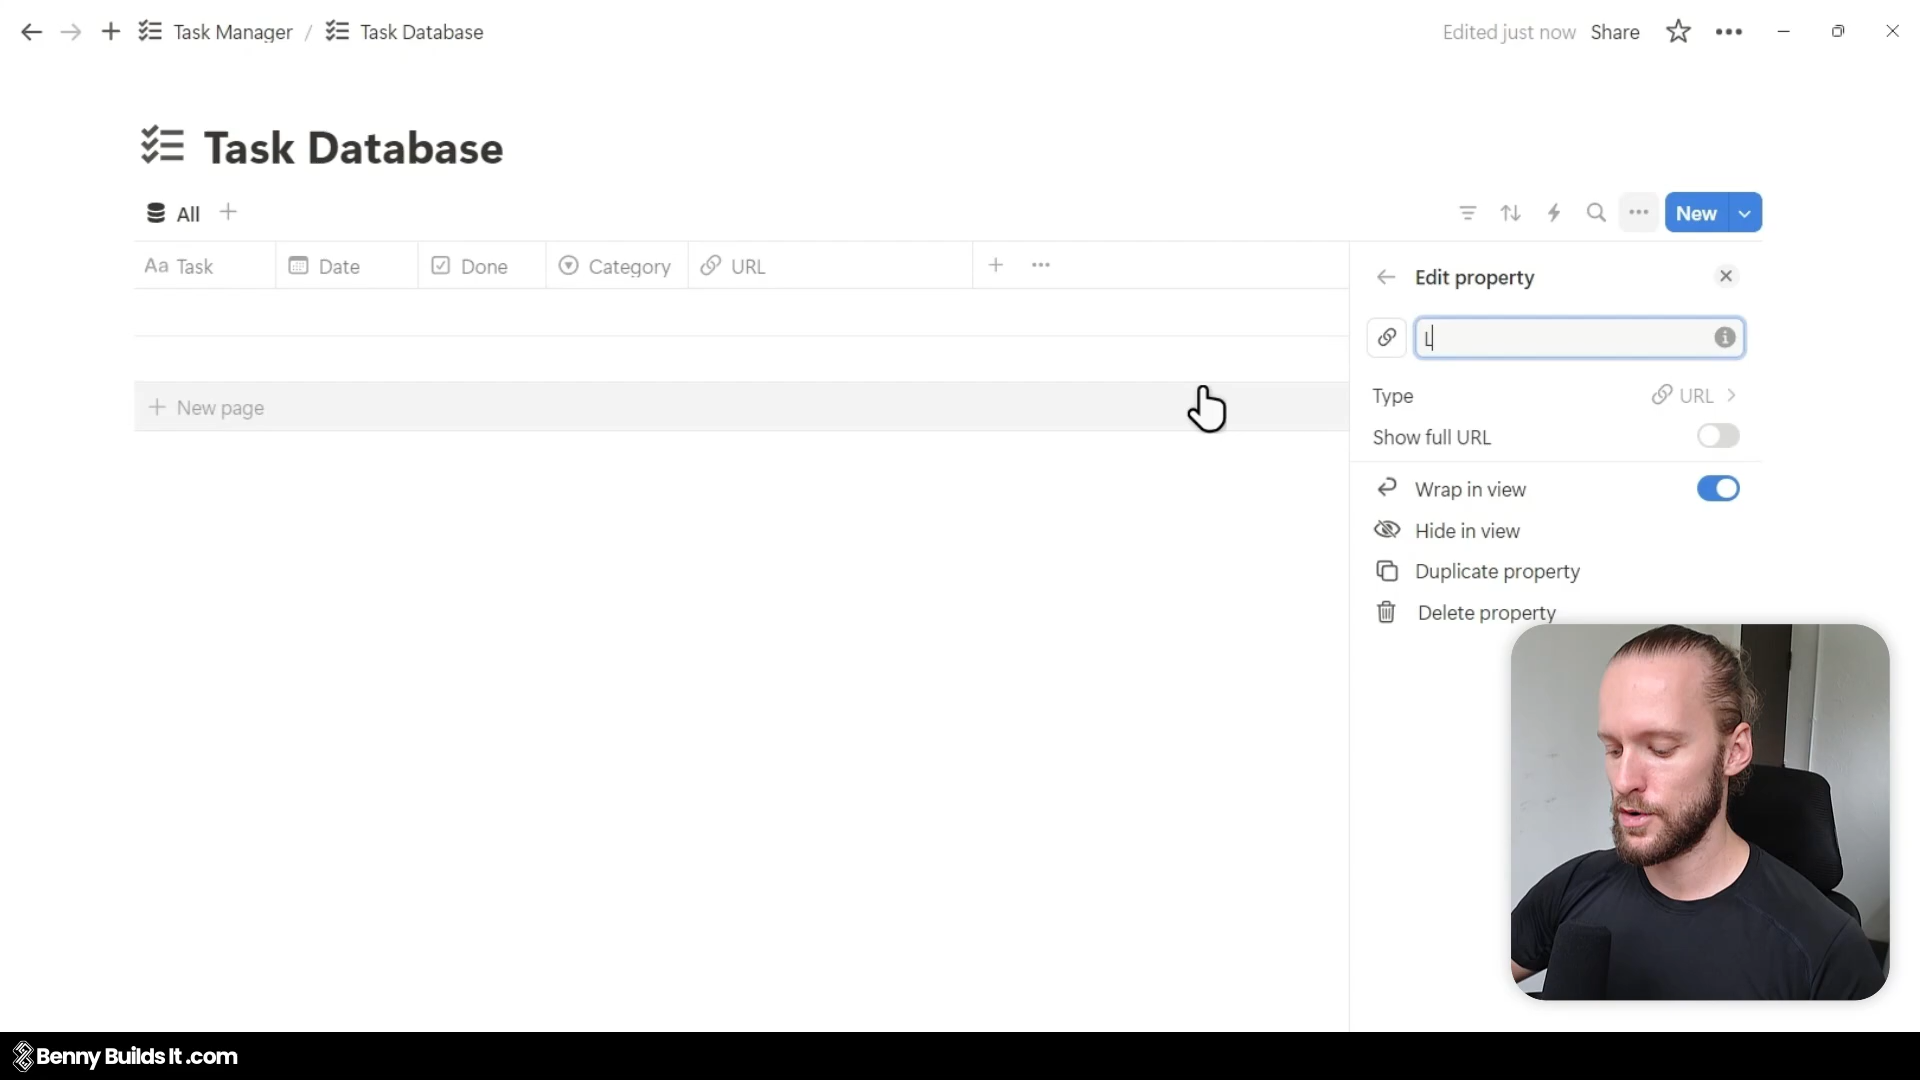 Task Manager / Task Database
Edited just now Share
Task Database
All
New
Aa Task Date Done Category URL
New page
Edit property
L
Type URL
Show full URL
Wrap in view
Hide in view
Duplicate property
Delete property
Benny Builds It .com